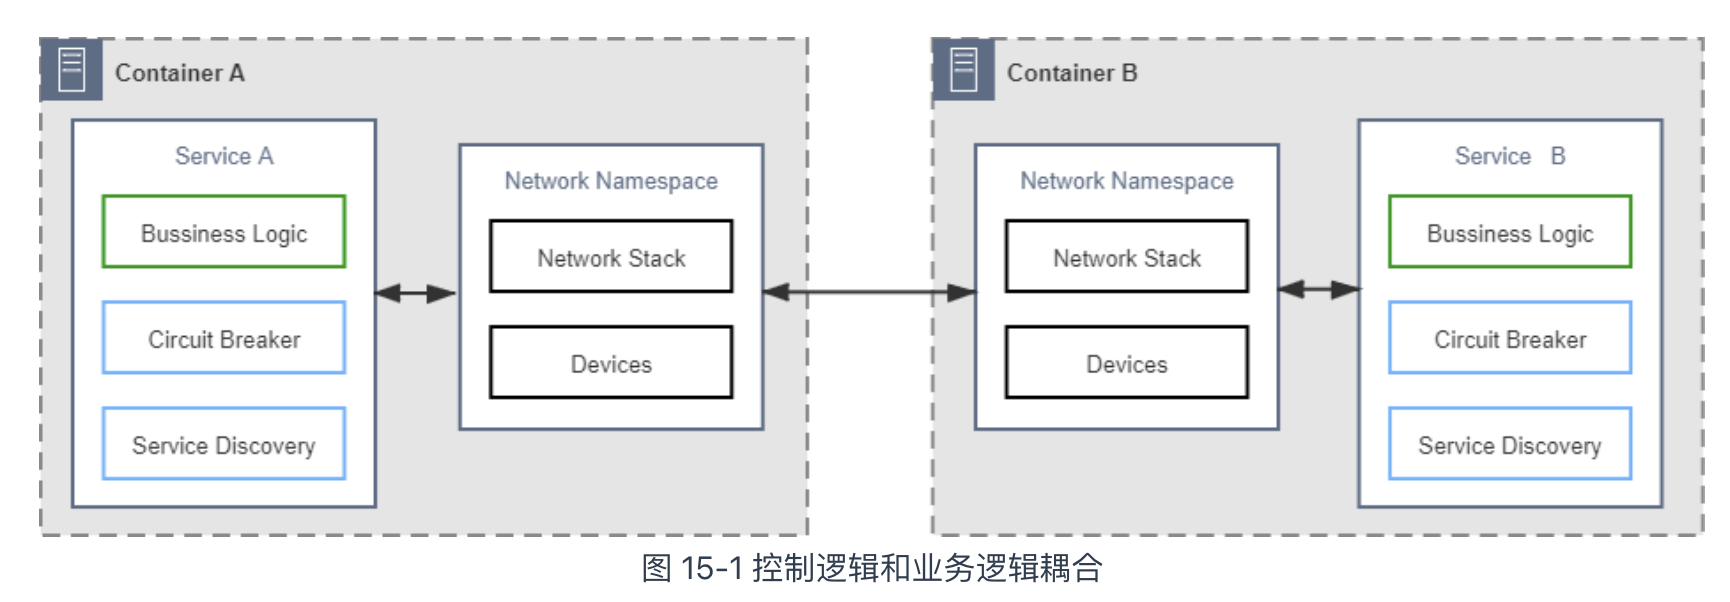 Container A
Service A
Bussiness Logic
Circuit Breaker
Service Discovery
Network Namespace
Network Stack
Devices
Container B
Network Namespace
Network Stack
Devices
Service B
Bussiness Logic
Circuit Breaker
Service Discovery
图 15-1 控制逻辑和业务逻辑耦合